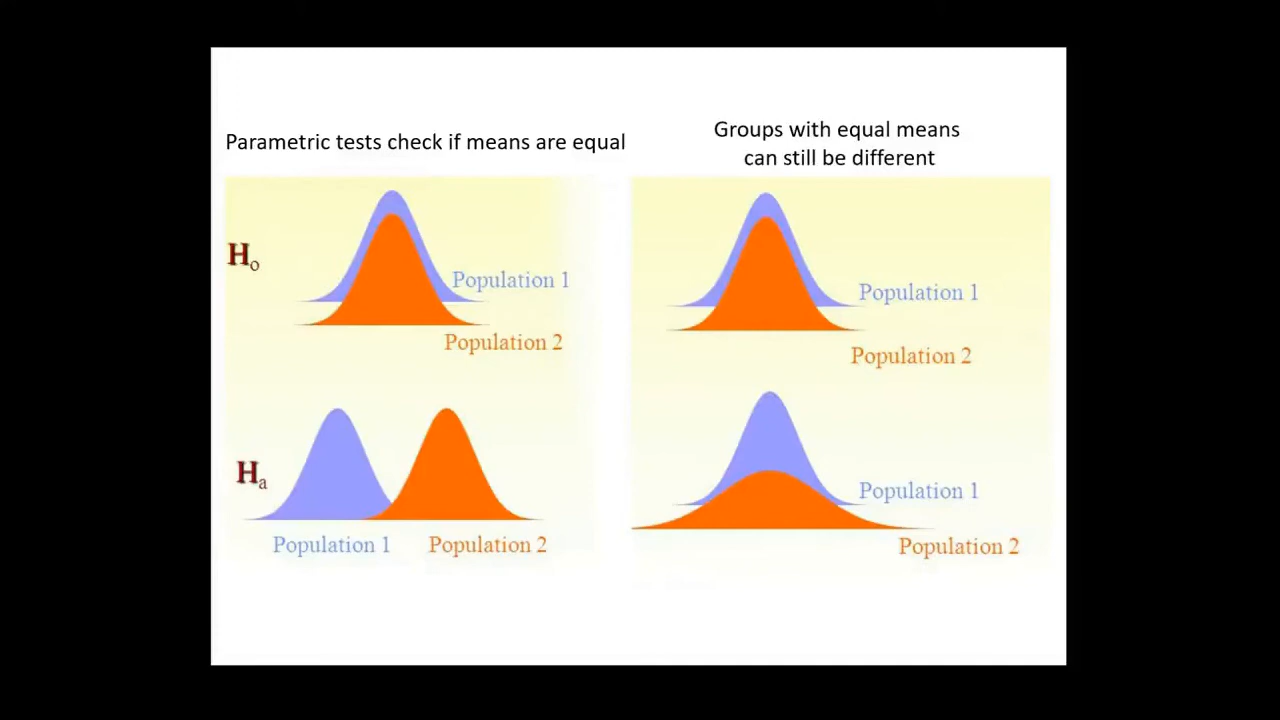 Parametric tests check if means are equal
H₀
Population 1
Population 2
Hₐ
Population 1
Population 2
Groups with equal means
can still be different
Population 1
Population 2
Population 1
Population 2